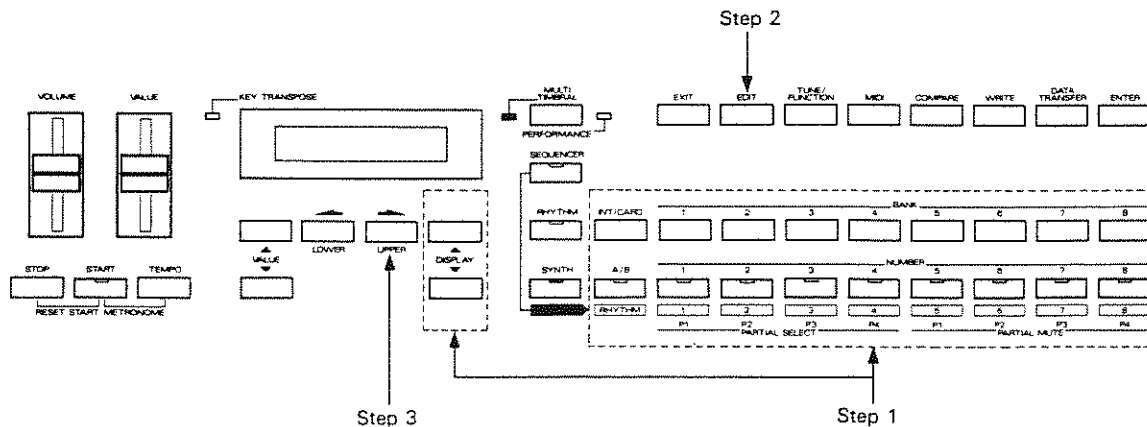 Step 2
VOLUME VALUE KEY TRANSPOSE MULTI TIMBRAL EXIT EDIT TUNE/FUNCTION MIDI COMPARE WRITE DATA TRANSFER ENTER
PERFORMANCE
SEQUENCER
BANK
RHYTHM INT/CARD 1 2 3 4 5 6 7 8
LOWER UPPER
VALUE DISPLAY
NUMBER
STOP START TEMPO SYNTH A/B 1 2 3 4 5 6 7 8
RESET START METRONOME RHYTHM 1 2 3 4 5 6 7 8
P1 P2 P3 P4 P1 P2 P3 P4
PARTIAL SELECT PARTIAL MUTE
Step 3 Step 1